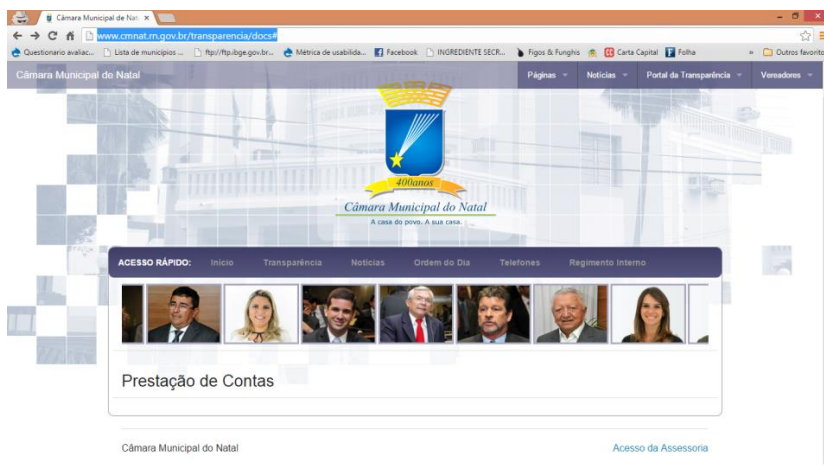 Câmara Municipal de Nat... ×
www.cmnat.rn.gov.br/transparencia/docs#
Questionario avaliac... Lista de municípios ... ftp://ftp.ibge.gov.br... Métrica de usabilida... Facebook INGREDIENTE SECR... Figos & Funghis Carta Capital Folha » Outros favorito
Câmara Municipal de Natal Páginas Notícias Portal da Transparência Vereadores
400anos
Câmara Municipal do Natal
A casa do povo. A sua casa.
ACESSO RÁPIDO: Início Transparência Notícias Ordem do Dia Telefones Regimento Interno
Prestação de Contas
Câmara Municipal do Natal Acesso da Assessoria